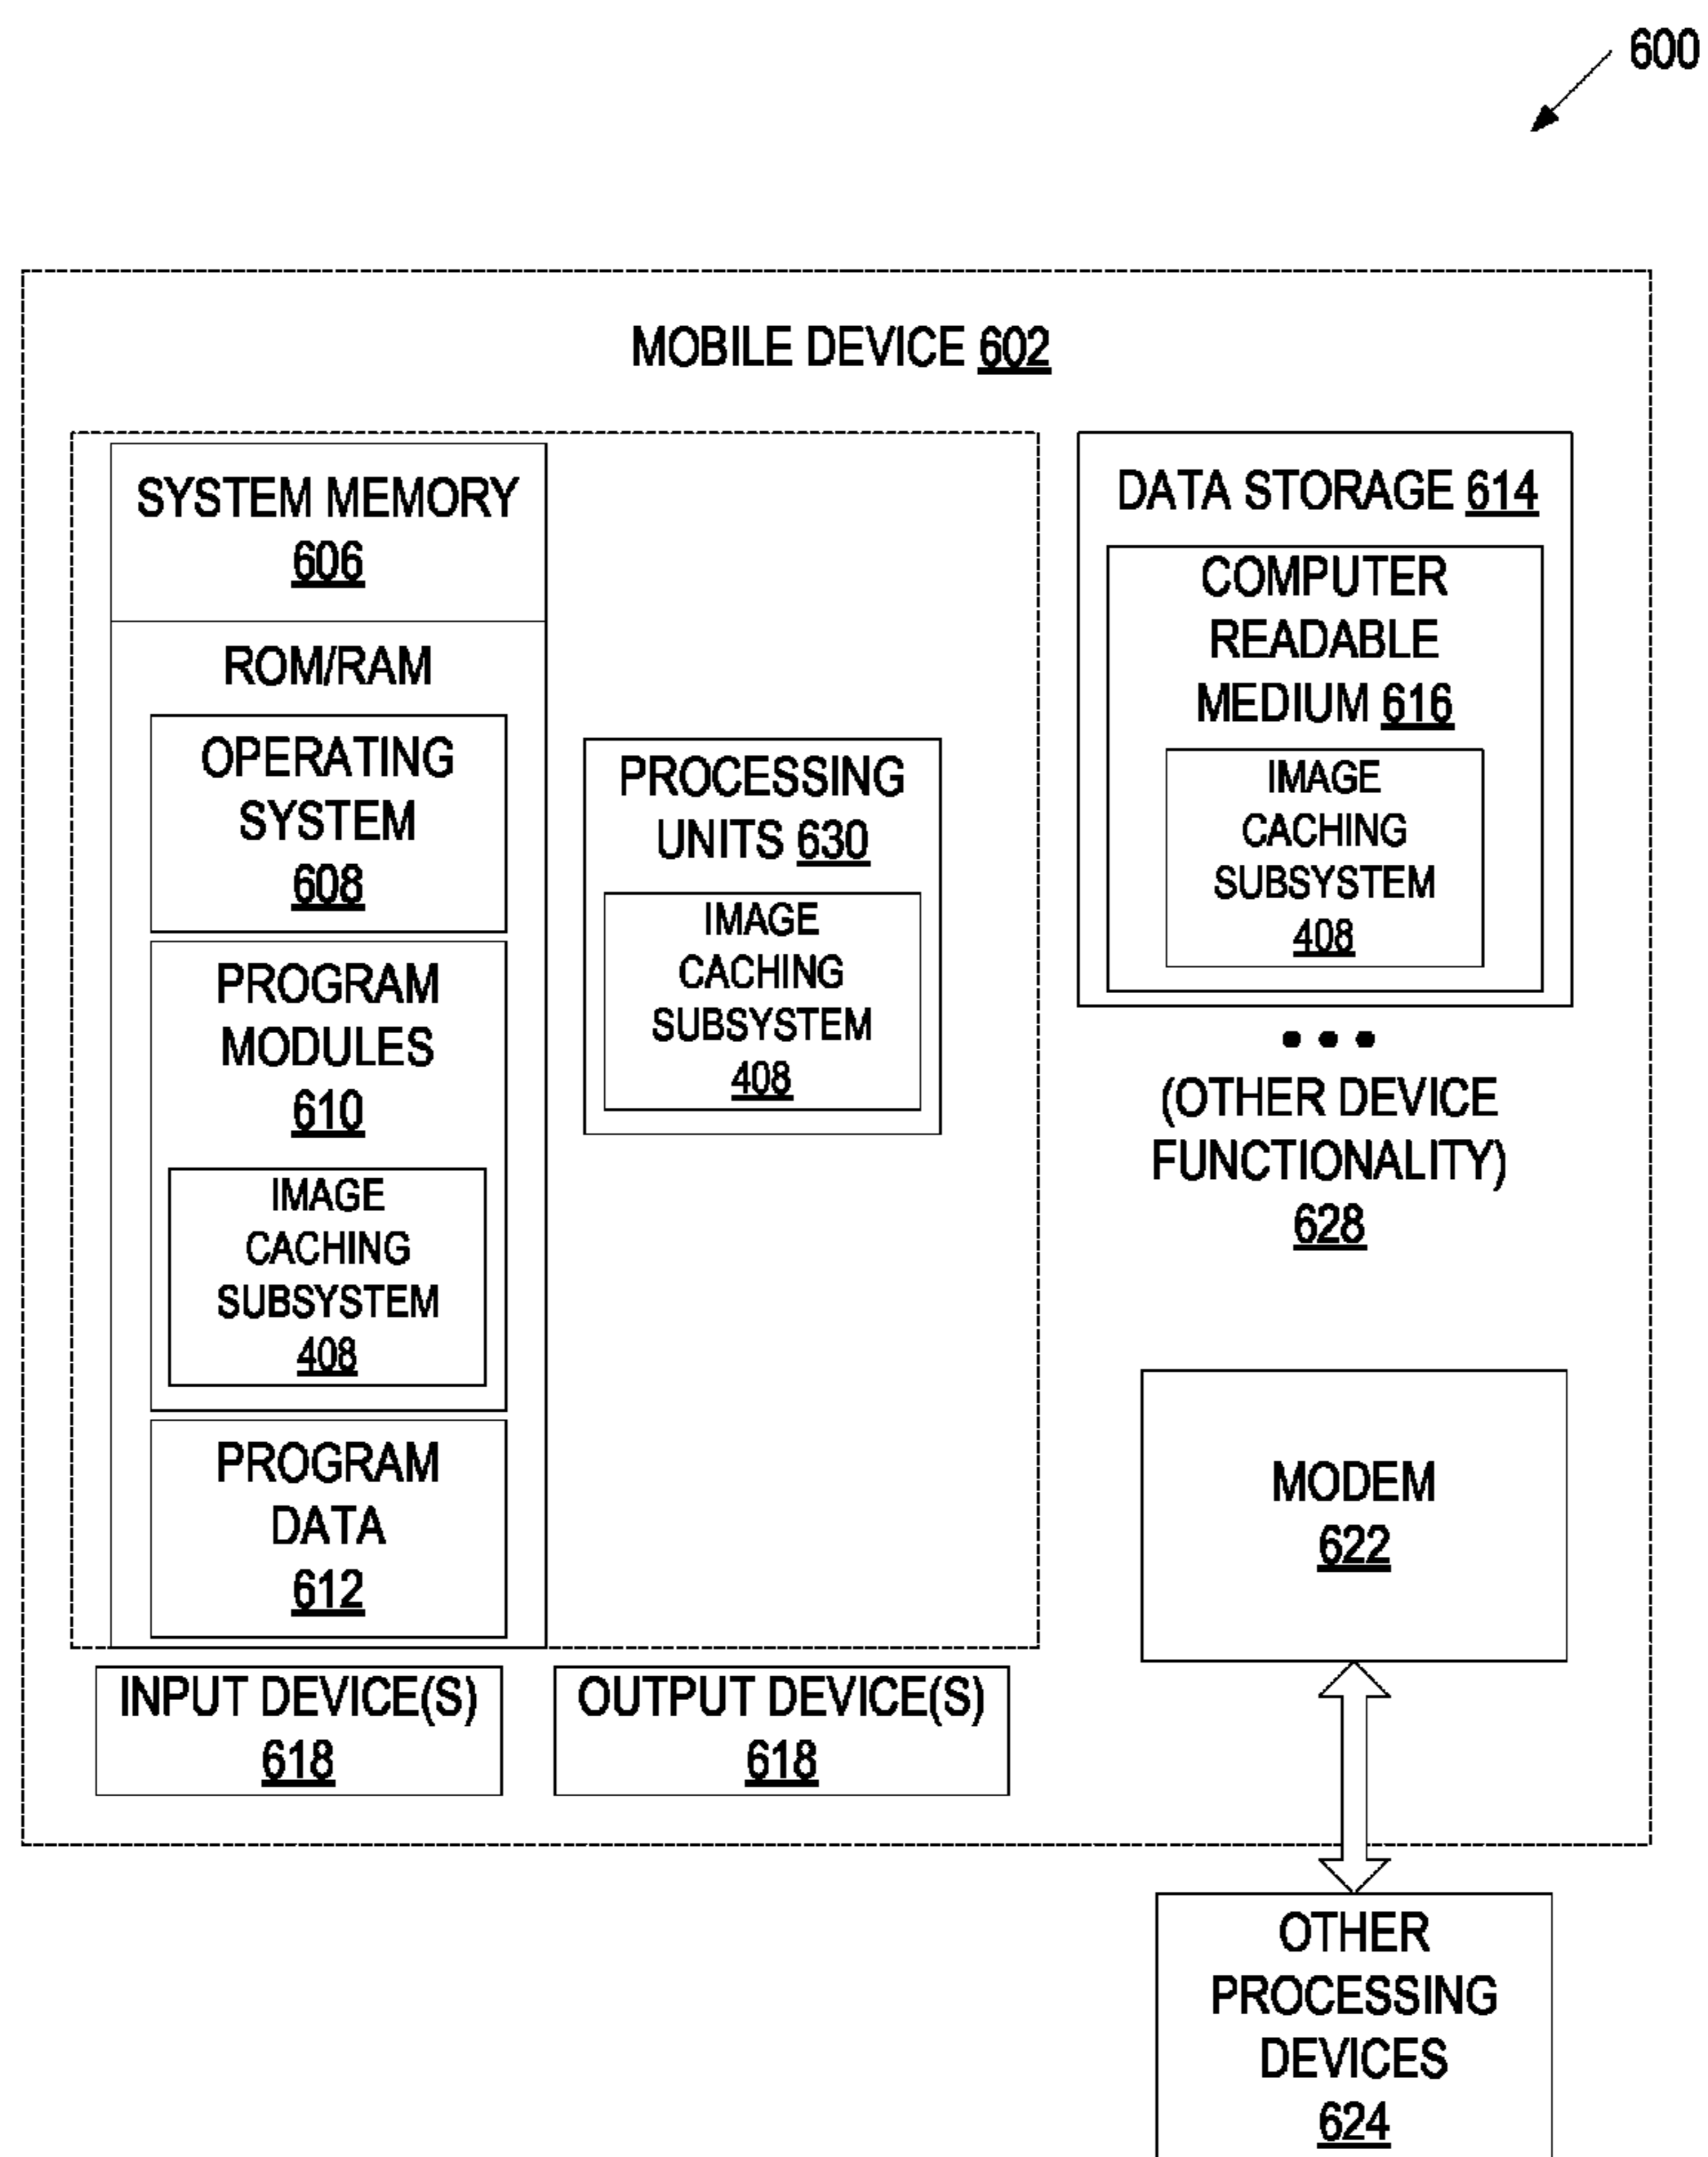 600
MOBILE DEVICE 602
SYSTEM MEMORY
606
ROM/RAM
OPERATING
SYSTEM
608
PROGRAM
MODULES
610
IMAGE
CACHING
SUBSYSTEM
408
PROGRAM
DATA
612
PROCESSING
UNITS 630
IMAGE
CACHING
SUBSYSTEM
408
DATA STORAGE 614
COMPUTER
READABLE
MEDIUM 616
IMAGE
CACHING
SUBSYSTEM
408
(OTHER DEVICE
FUNCTIONALITY)
628
MODEM
622
INPUT DEVICE(S)
618
OUTPUT DEVICE(S)
618
OTHER
PROCESSING
DEVICES
624